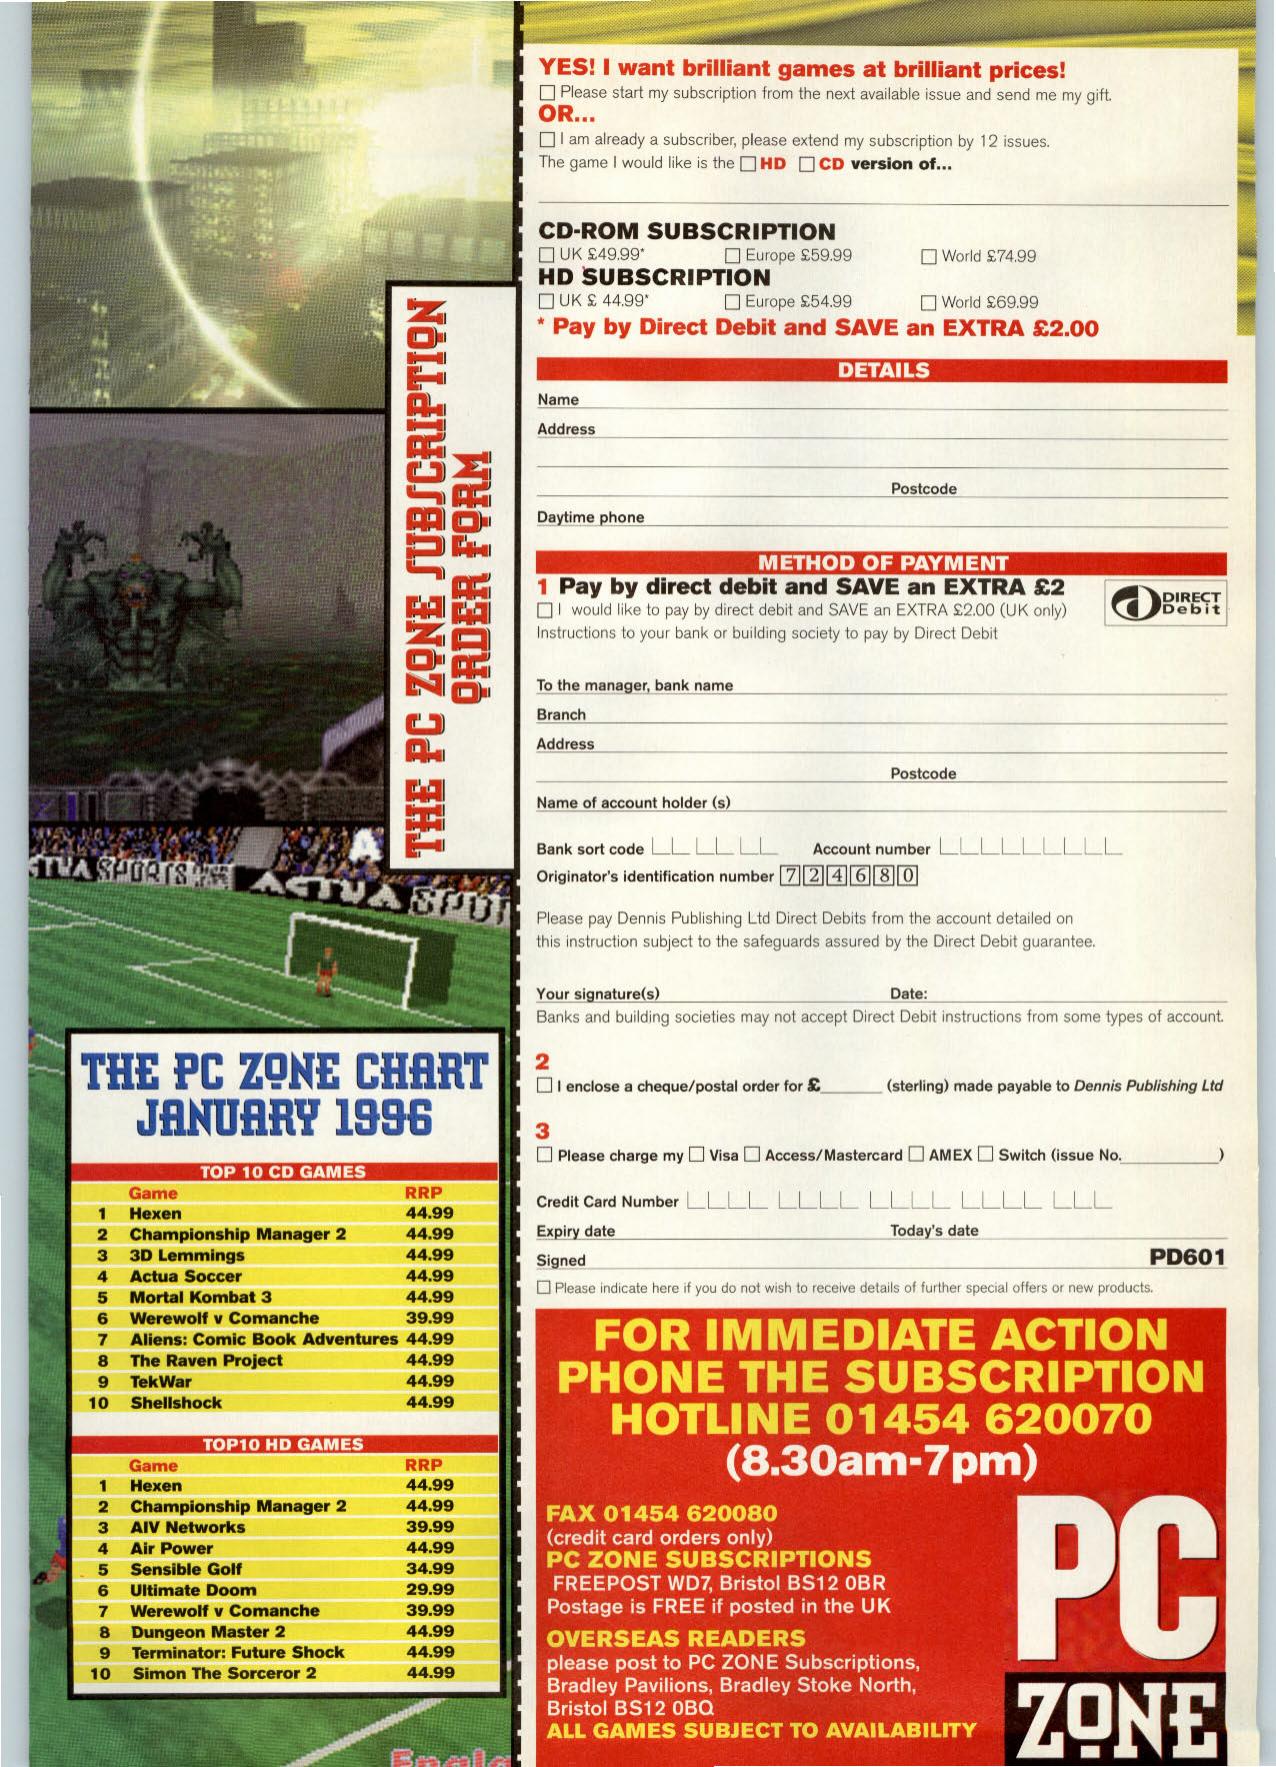 YES! I want brilliant games at brilliant prices!
Please start my subscription from the next available issue and send me my gift.
OR...
I am already a subscriber, please extend my subscription by 12 issues.
The game I would like is the HD CD version of...
CD-ROM SUBSCRIPTION
UK £49.99* Europe £59.99 World £74.99
HD SUBSCRIPTION
UK £ 44.99* Europe £54.99 World £69.99
* Pay by Direct Debit and SAVE an EXTRA £2.00
DETAILS
Name
Address
Postcode
Daytime phone
METHOD OF PAYMENT
1 Pay by direct debit and SAVE an EXTRA £2
I would like to pay by direct debit and SAVE an EXTRA £2.00 (UK only)
Instructions to your bank or building society to pay by Direct Debit
DIRECT
Debit
To the manager, bank name
Branch
Address
Postcode
Name of account holder (s)
Bank sort code Account number
Originator's identification number 724680
Please pay Dennis Publishing Ltd Direct Debits from the account detailed on
this instruction subject to the safeguards assured by the Direct Debit guarantee.
Your signature(s) Date:
Banks and building societies may not accept Direct Debit instructions from some types of account.
2
I enclose a cheque/postal order for £ (sterling) made payable to Dennis Publishing Ltd
3
Please charge my Visa Access/Mastercard AMEX Switch (issue No. )
Credit Card Number
Expiry date Today's date
Signed PD601
Please indicate here if you do not wish to receive details of further special offers or new products.
FOR IMMEDIATE ACTION
PHONE THE SUBSCRIPTION
HOTLINE 01454 620070
(8.30am-7pm)
FAX 01454 620080
(credit card orders only)
PC ZONE SUBSCRIPTIONS
FREEPOST WD7, Bristol BS12 0BR
Postage is FREE if posted in the UK
OVERSEAS READERS
please post to PC ZONE Subscriptions,
Bradley Pavilions, Bradley Stoke North,
Bristol BS12 0BQ
ALL GAMES SUBJECT TO AVAILABILITY
PC
ZONE
THE PC ZONE SUBSCRIPTION
ORDER FORM
ACTUA
THE PC ZONE CHART
JANUARY 1996
TOP 10 CD GAMES
Game RRP
1 Hexen 44.99
2 Championship Manager 2 44.99
3 3D Lemmings 44.99
4 Actua Soccer 44.99
5 Mortal Kombat 3 44.99
6 Werewolf v Comanche 39.99
7 Aliens: Comic Book Adventures 44.99
8 The Raven Project 44.99
9 TekWar 44.99
10 Shellshock 44.99
TOP10 HD GAMES
Game RRP
1 Hexen 44.99
2 Championship Manager 2 44.99
3 AIV Networks 39.99
4 Air Power 44.99
5 Sensible Golf 34.99
6 Ultimate Doom 29.99
7 Werewolf v Comanche 39.99
8 Dungeon Master 2 44.99
9 Terminator: Future Shock 44.99
10 Simon The Sorceror 2 44.99